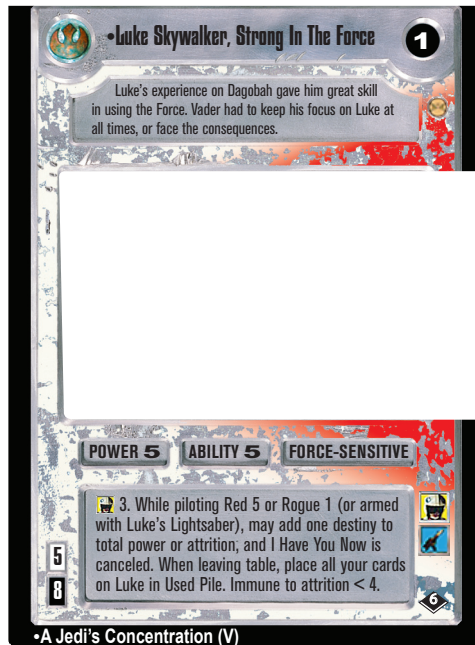 •Luke Skywalker, Strong In The Force
1
Luke's experience on Dagobah gave him great skill
in using the Force. Vader had to keep his focus on Luke at
all times, or face the consequences.
POWER 5 ABILITY 5 FORCE-SENSITIVE
3. While piloting Red 5 or Rogue 1 (or armed
with Luke's Lightsaber), may add one destiny to
total power or attrition, and I Have You Now is
canceled. When leaving table, place all your cards
on Luke in Used Pile. Immune to attrition < 4.
5
8
6
•A Jedi's Concentration (V)